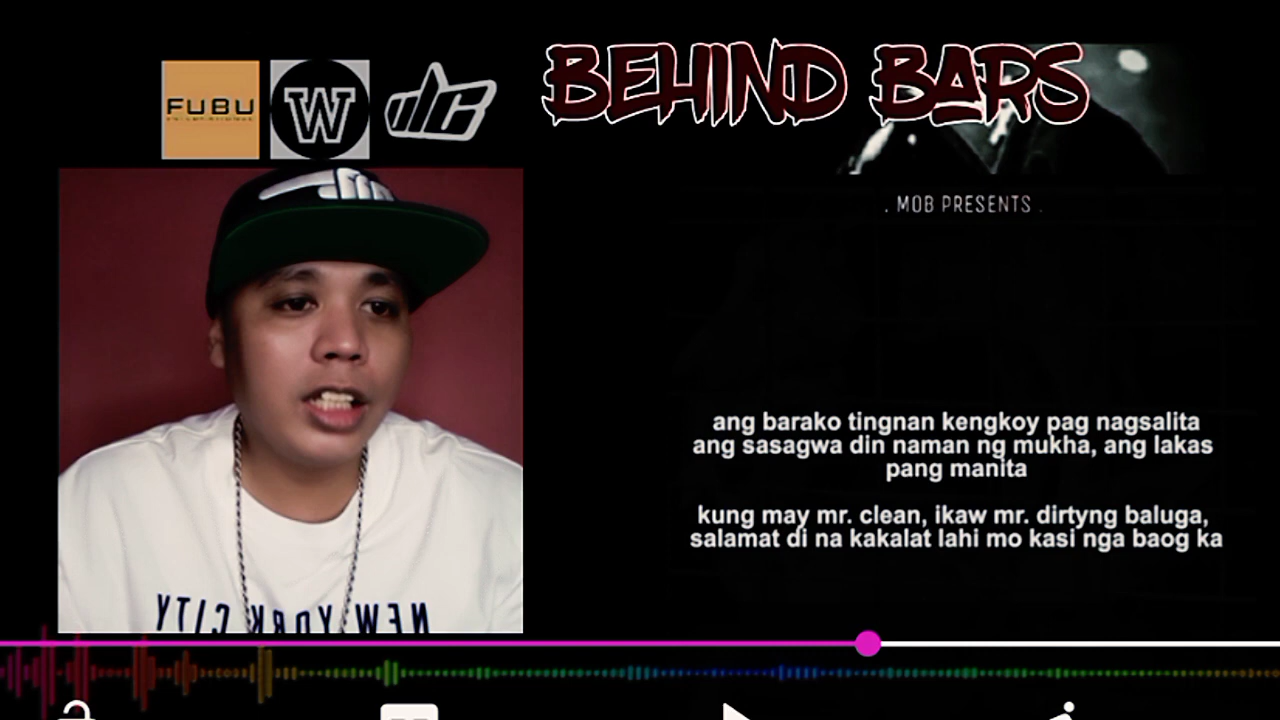 BEHIND BARS
FUBU
W
. MOB PRESENTS .
ang barako tingnan kengkoy pag nagsalita
ang sasagwa din naman ng mukha, ang lakas
pang manita
kung may mr. clean, ikaw mr. dirtyng baluga,
salamat di na kakalat lahi mo kasi nga baog ka
NEW YORK CITY